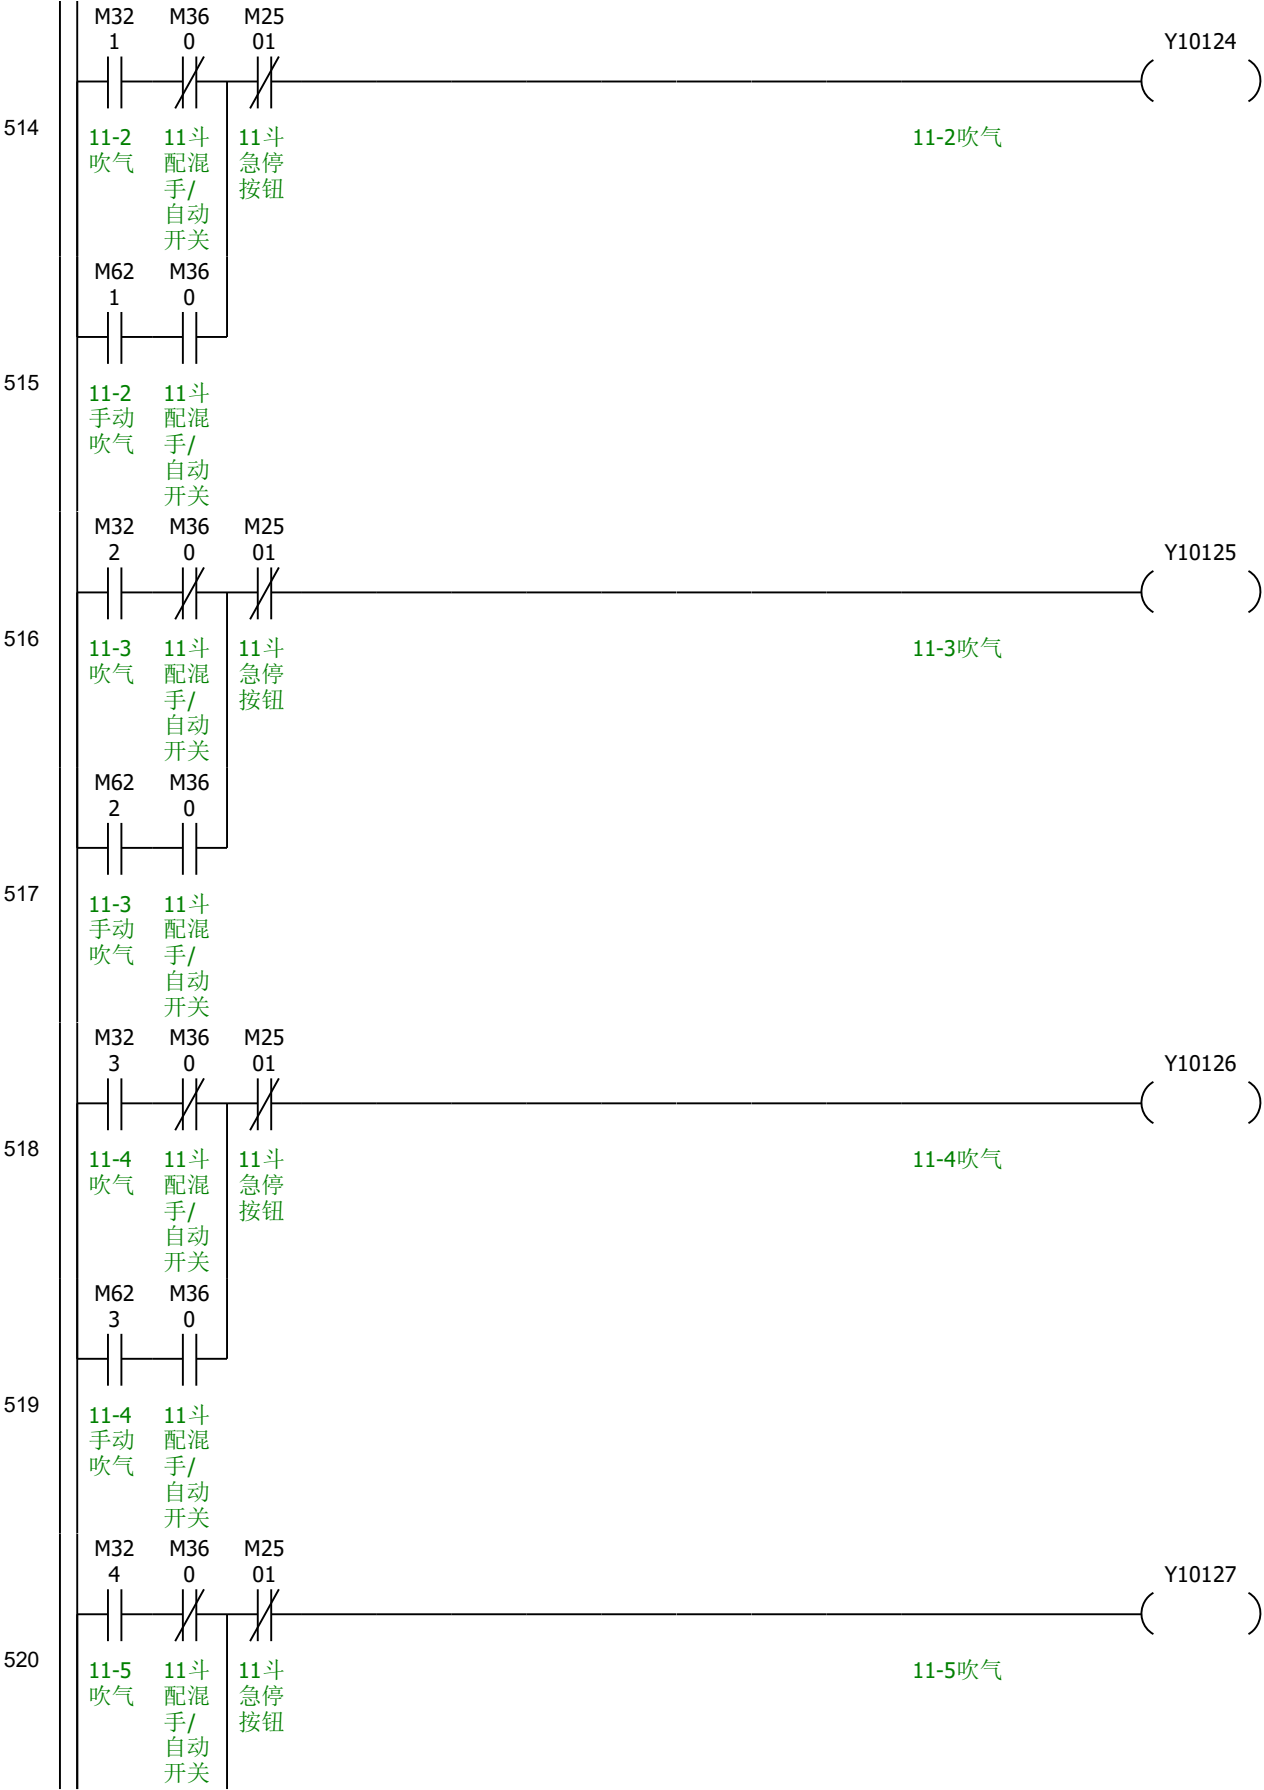 M32 M36 M25
1 0 01 Y10124
514
11-2 11斗 11斗 11-2吹气
吹气 配混 急停
手/ 按钮
自动
开关
M62 M36
1 0
515
11-2 11斗
手动 配混
吹气 手/
自动
开关
M32 M36 M25
2 0 01 Y10125
516
11-3 11斗 11斗 11-3吹气
吹气 配混 急停
手/ 按钮
自动
开关
M62 M36
2 0
517
11-3 11斗
手动 配混
吹气 手/
自动
开关
M32 M36 M25
3 0 01 Y10126
518
11-4 11斗 11斗 11-4吹气
吹气 配混 急停
手/ 按钮
自动
开关
M62 M36
3 0
519
11-4 11斗
手动 配混
吹气 手/
自动
开关
M32 M36 M25
4 0 01 Y10127
520
11-5 11斗 11斗 11-5吹气
吹气 配混 急停
手/ 按钮
自动
开关